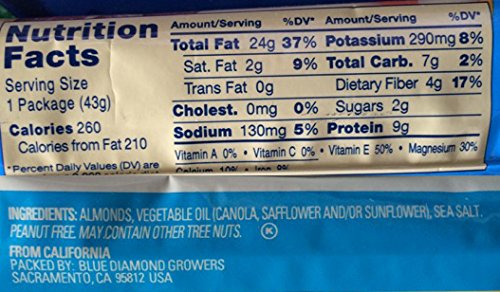 Nutrition
Facts
Serving Size
1 Package (43g)
Calories 260
Calories from Fat 210
*Percent Daily Values (DV) are
Amount/Serving %DV* Amount/Serving %DV*
Total Fat 24g 37% Potassium 290mg 8%
Sat. Fat 2g 9% Total Carb. 7g 2%
Trans Fat 0g Dietary Fiber 4g 17%
Cholest. 0mg 0% Sugars 2g
Sodium 130mg 5% Protein 9g
Vitamin A 0% • Vitamin C 0% • Vitamin E 50% • Magnesium 30%
Calcium 10% • Iron
INGREDIENTS: ALMONDS, VEGETABLE OIL (CANOLA, SAFFLOWER AND/OR SUNFLOWER), SEA SALT.
PEANUT FREE. MAY CONTAIN OTHER TREE NUTS. K
FROM CALIFORNIA
PACKED BY: BLUE DIAMOND GROWERS
SACRAMENTO, CA 95812 USA